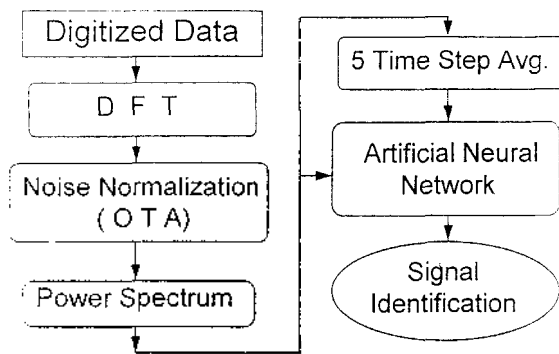 Digitized Data
D F T
Noise Normalization
( O T A)
Power Spectrum
5 Time Step Avg.
Artificial Neural
Network
Signal
Identification